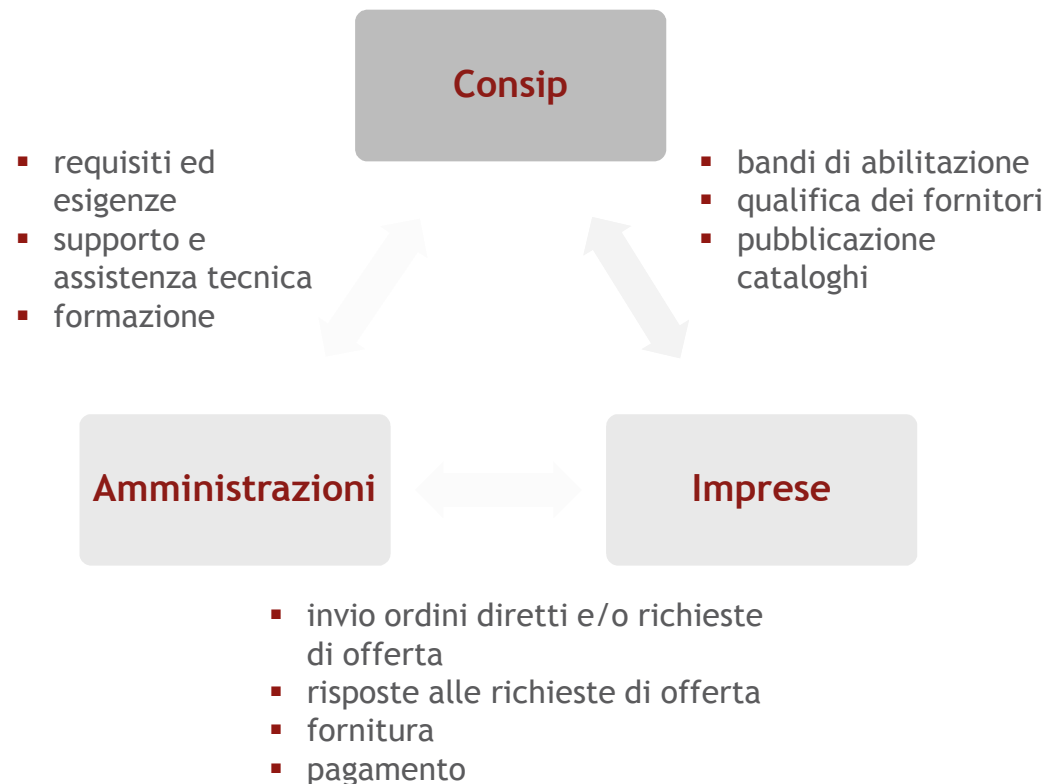 Consip
▪ requisiti ed
esigenze
▪ supporto e
assistenza tecnica
▪ formazione
▪ bandi di abilitazione
▪ qualifica dei fornitori
▪ pubblicazione
cataloghi
Amministrazioni
Imprese
▪ invio ordini diretti e/o richieste
di offerta
▪ risposte alle richieste di offerta
▪ fornitura
▪ pagamento